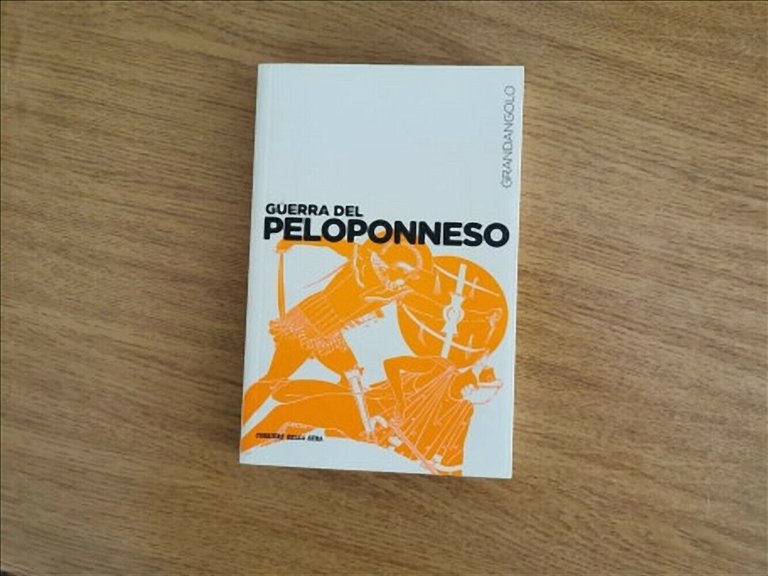 GRANDANGOLO
GUERRA DEL
PELOPONNESO
CORRIERE DELLA SERA